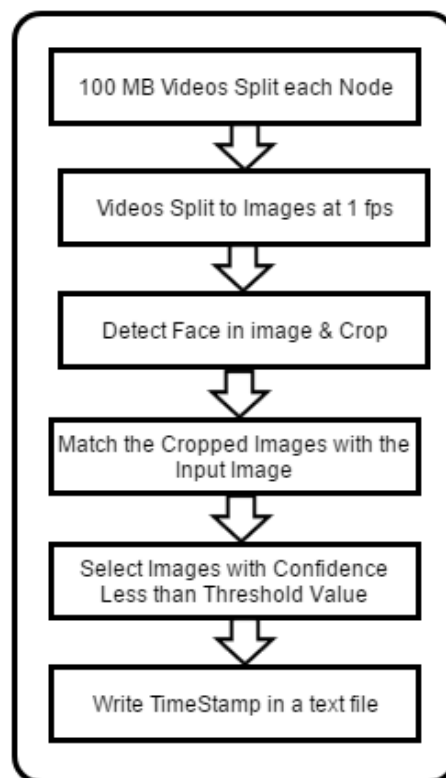 100 MB Videos Split each Node
Videos Split to Images at 1 fps
Detect Face in image & Crop
Match the Cropped Images with the
Input Image
Select Images with Confidence
Less than Threshold Value
Write TimeStamp in a text file